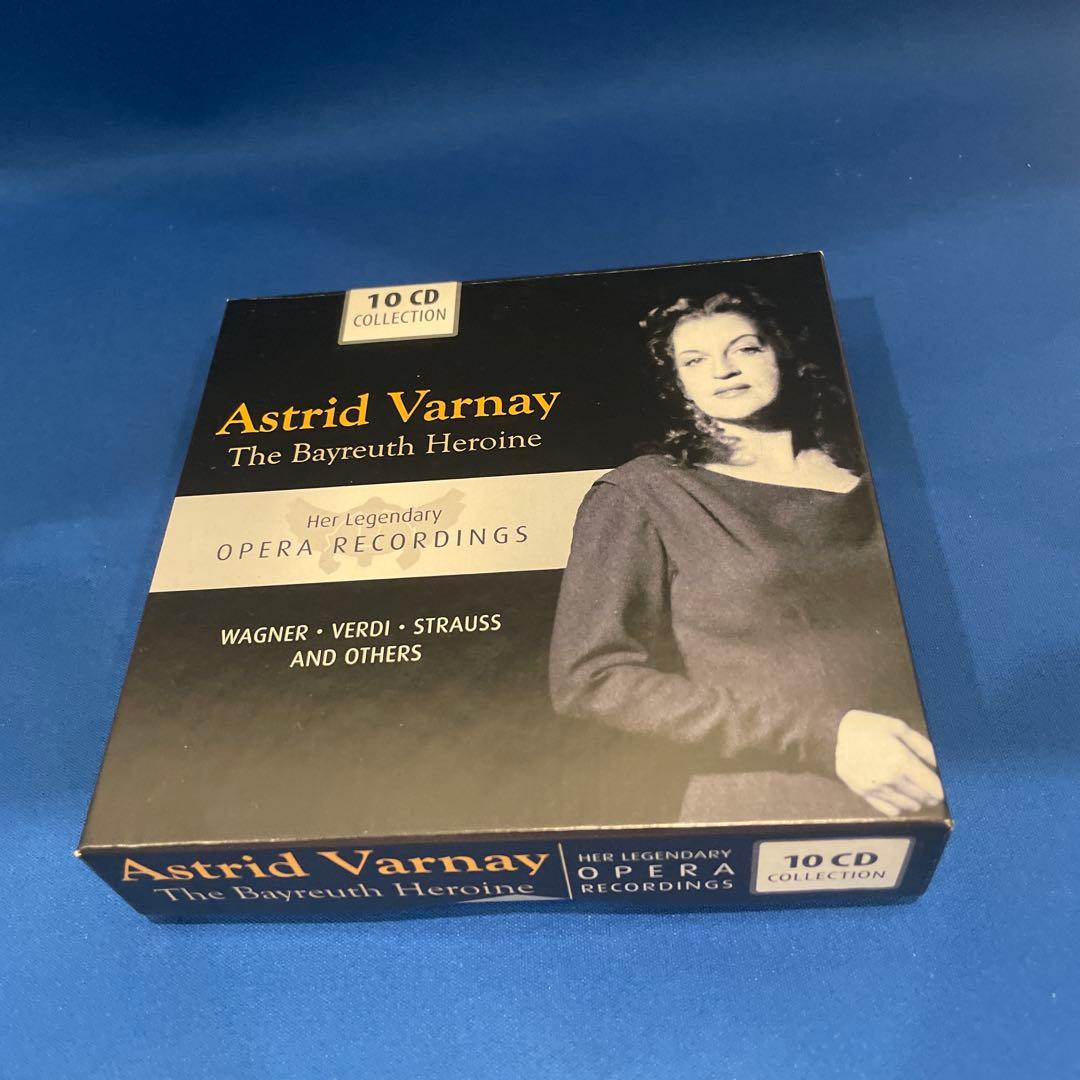 10 CD
COLLECTION
Astrid Varnay
The Bayreuth Heroine
Her Legendary
OPERA RECORDINGS
WAGNER • VERDI • STRAUSS
AND OTHERS
Astrid Varnay
The Bayreuth Heroine
HER LEGENDARY
OPERA
RECORDINGS
10 CD
COLLECTION